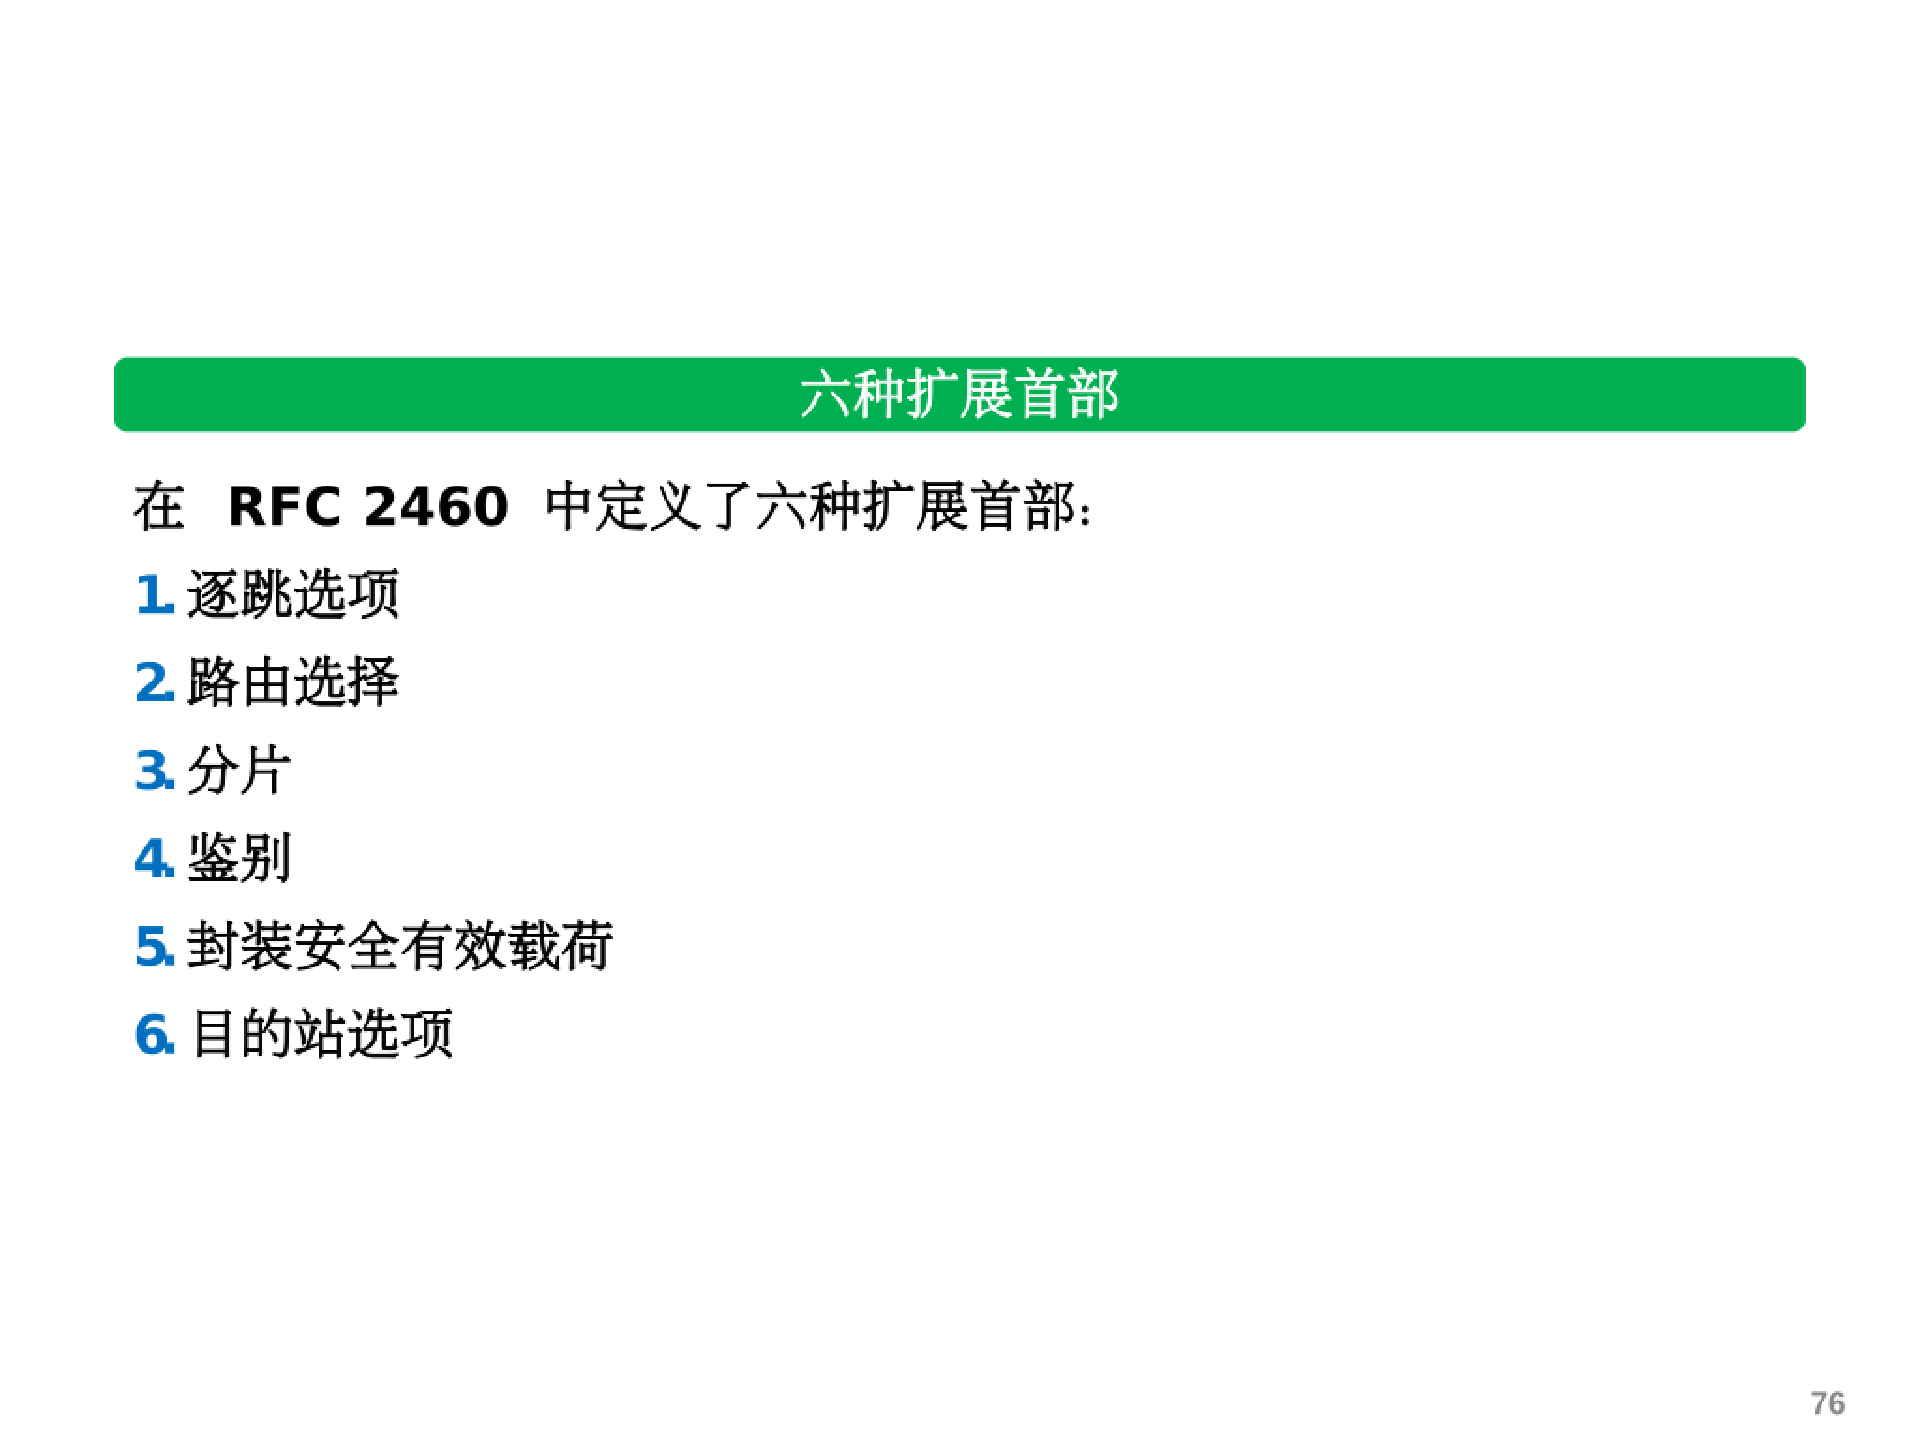 六种扩展首部
在 RFC 2460 中定义了六种扩展首部：
1. 逐跳选项
2. 路由选择
3. 分片
4. 鉴别
5. 封装安全有效载荷
6. 目的站选项
76